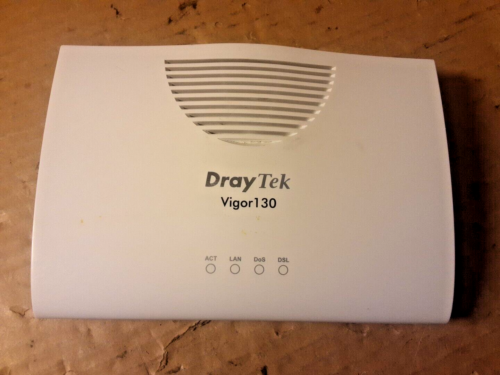 DrayTek
Vigor130
ACT LAN DoS DSL